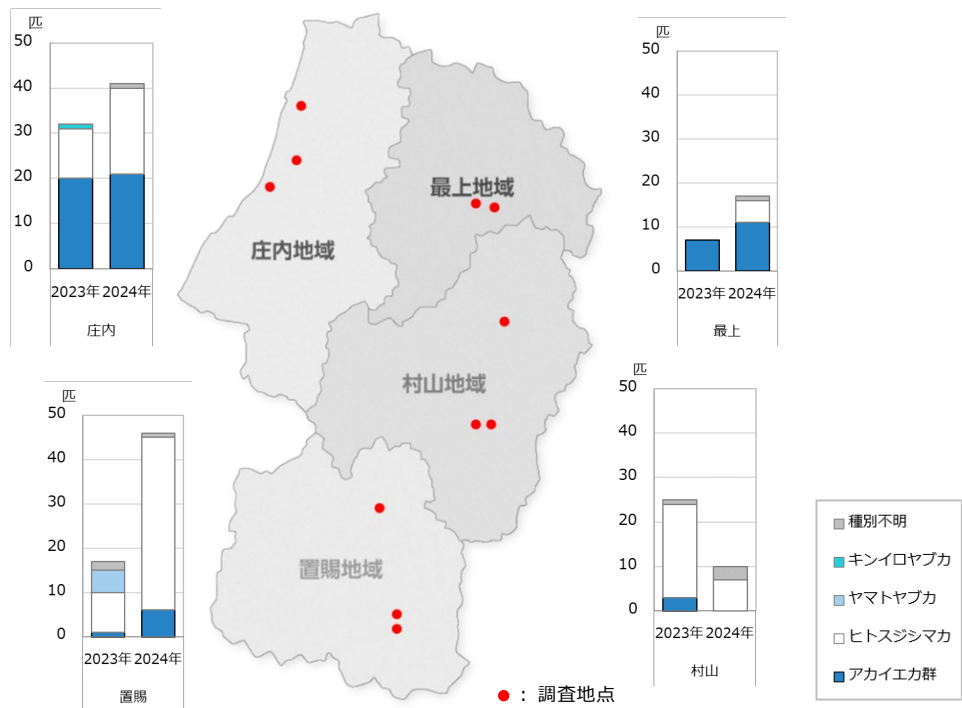 匹
50
40
30
20
10
0
2023年 2024年
庄内
匹
50
40
30
20
10
0
2023年 2024年
最上
最上地域
庄内地域
村山地域
置賜地域
匹
50
40
30
20
10
0
2023年 2024年
置賜
匹
50
40
30
20
10
0
2023年 2024年
村山
種別不明
キンイロヤブカ
ヤマトヤブカ
ヒトスジシマカ
アカイエカ群
：調査地点